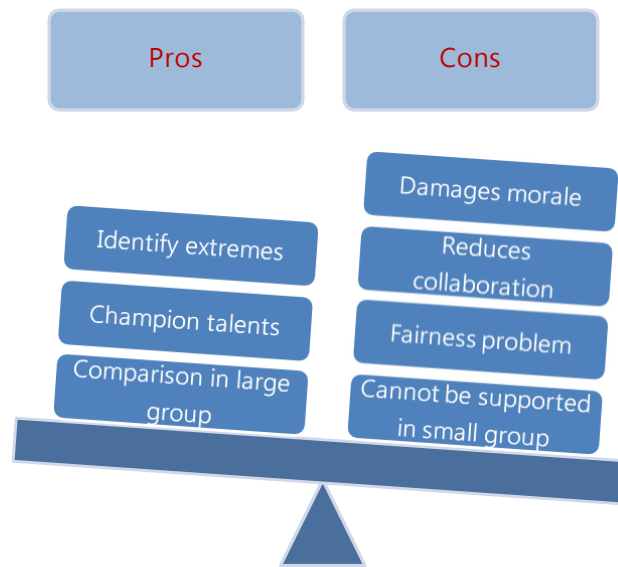 Pros
Cons
Identify extremes
Champion talents
Comparison in large
group
Damages morale
Reduces
collaboration
Fairness problem
Cannot be supported
in small group